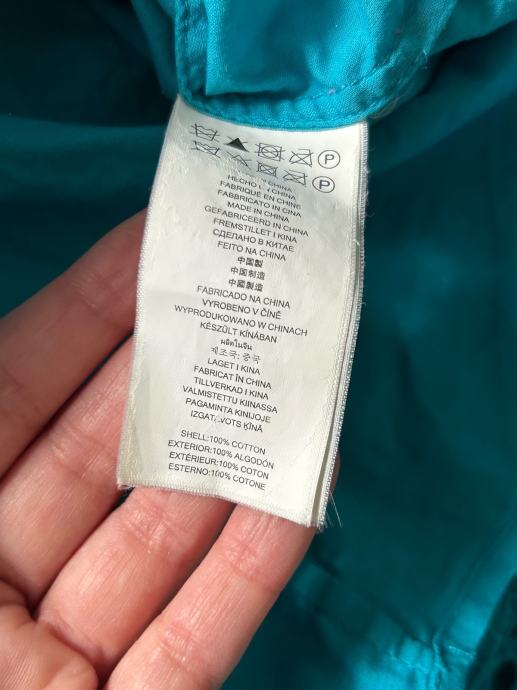 P
P
HECHO EN CHINA
FABRIQUÉ EN CHINE
FABBRICATO IN CINA
MADE IN CHINA
GEFABRICEERD IN CHINA
FREMSTILLET I KINA
СДЕЛАНО В КИТАЕ
FEITO NA CHINA
中国製
中国制造
中國製造
FABRICADO NA CHINA
VYROBENO V ČÍNĚ
WYPRODUKOWANO W CHINACH
KÉSZÜLT KÍNÁBAN
ผลิตในจีน
제조국: 중국
LAGET I KINA
FABRICAT ÎN CHINA
TILLVERKAD I KINA
VALMISTETTU KIINASSA
PAGAMINTA KINIJOJE
ĶĪNĀ
SHELL:100% COTTON
EXTERIOR:100% ALGODÓN
EXTÉRIEUR:100% COTON
ESTERNO:100% COTONE